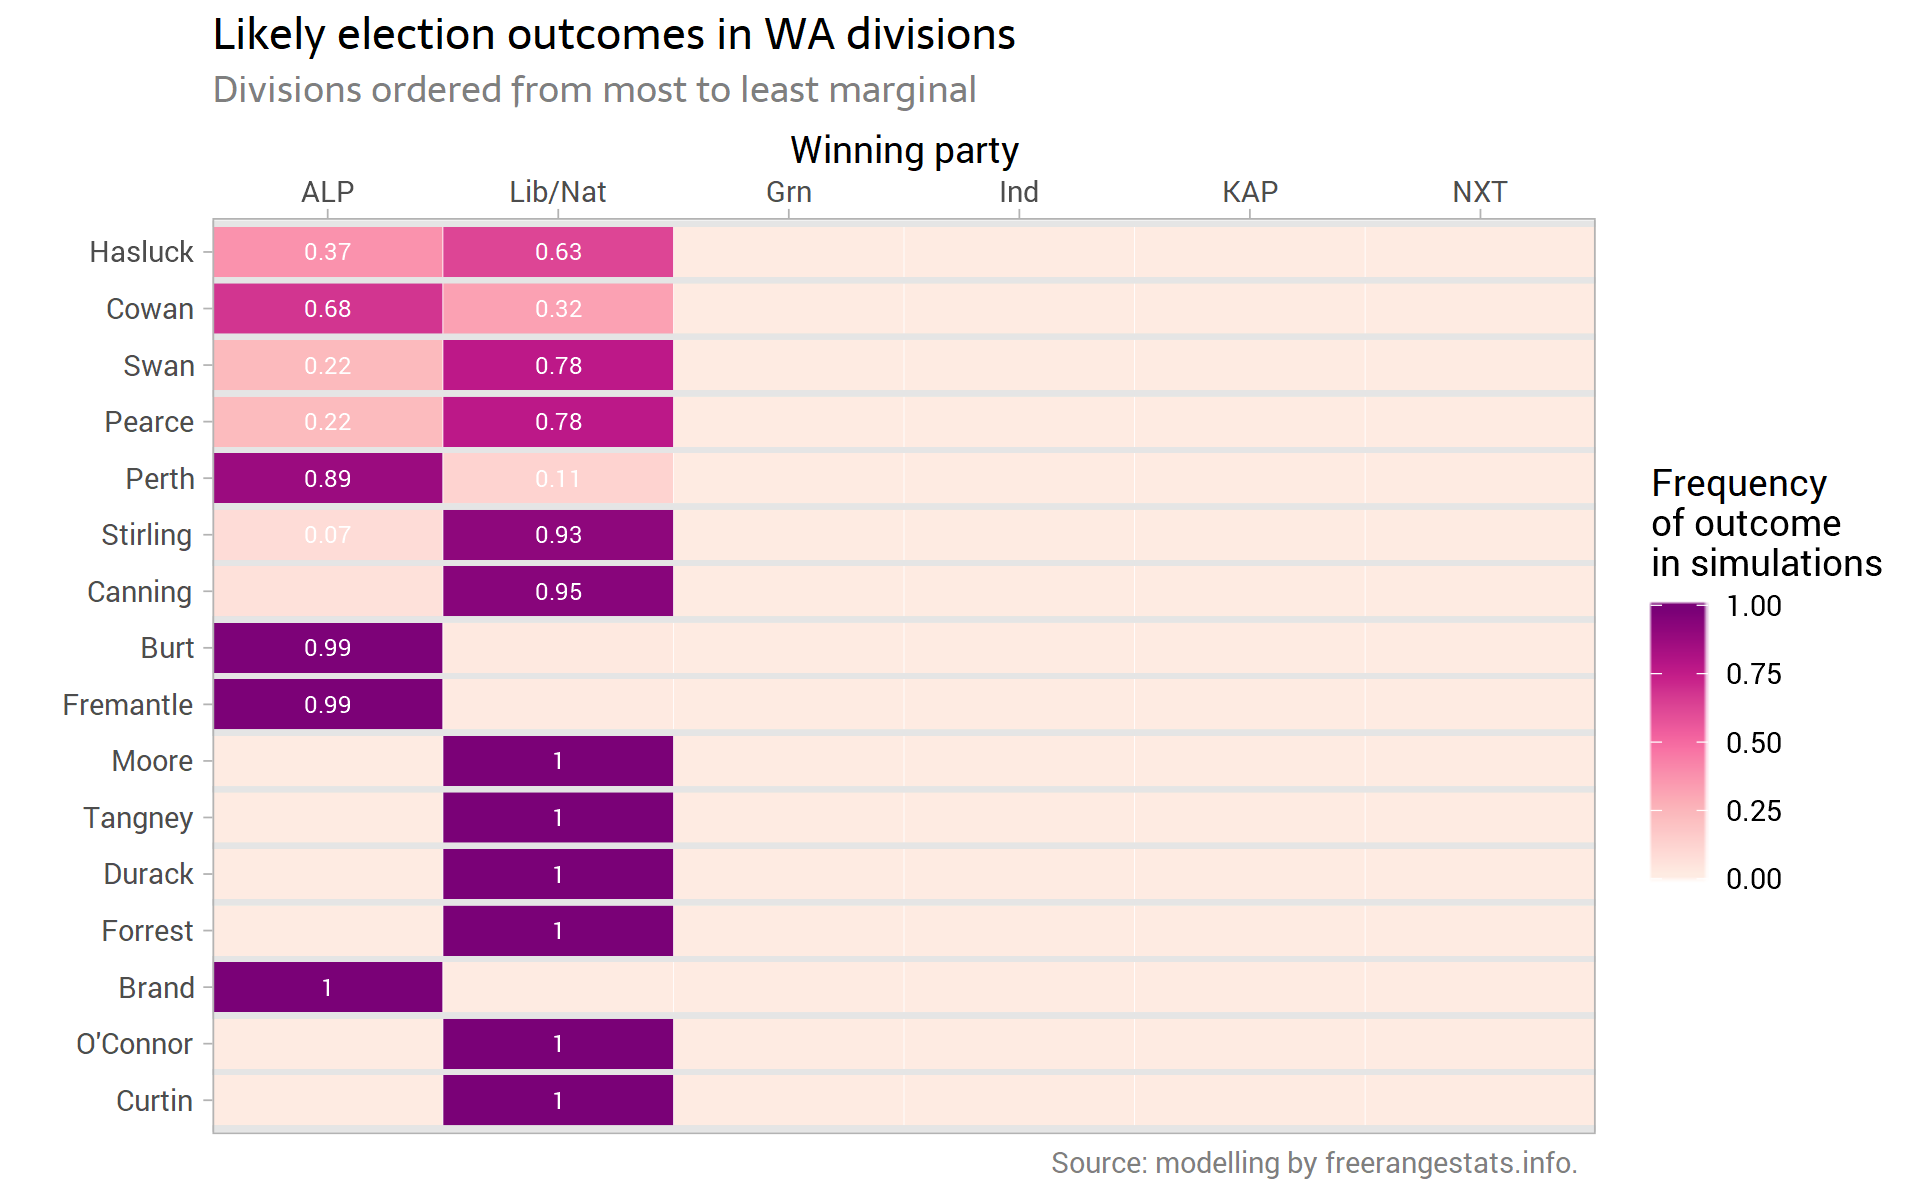 Likely election outcomes in WA divisions
Divisions ordered from most to least marginal
Winning party
ALP Lib/Nat Grn Ind KAP NXT
Hasluck 0.37 0.63
Cowan 0.68 0.32
Swan 0.22 0.78
Pearce 0.22 0.78
Perth 0.89 0.11
Stirling 0.07 0.93
Canning 0.95
Burt 0.99
Fremantle 0.99
Moore 1
Tangney 1
Durack 1
Forrest 1
Brand 1
O'Connor 1
Curtin 1
Frequency
of outcome
in simulations
1.00
0.75
0.50
0.25
0.00
Source: modelling by freerangestats.info.